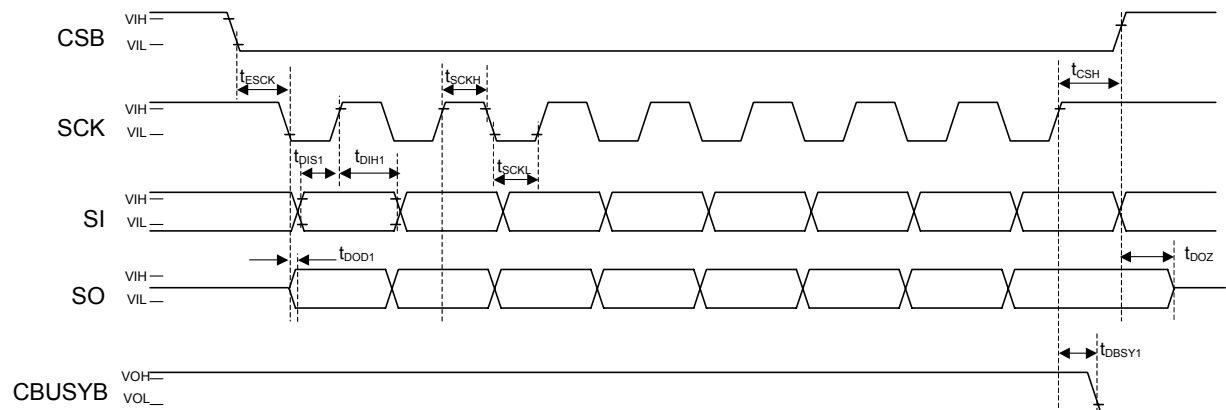 VIH
CSB
VIL
tESCK
tSCKH
tCSH
VIH
SCK
VIL
tDIS1
tDIH1
tSCKL
VIH
SI
VIL
tDOD1
tDOZ
VIH
SO
VIL
tDBSY1
VOH
CBUSYB
VOL